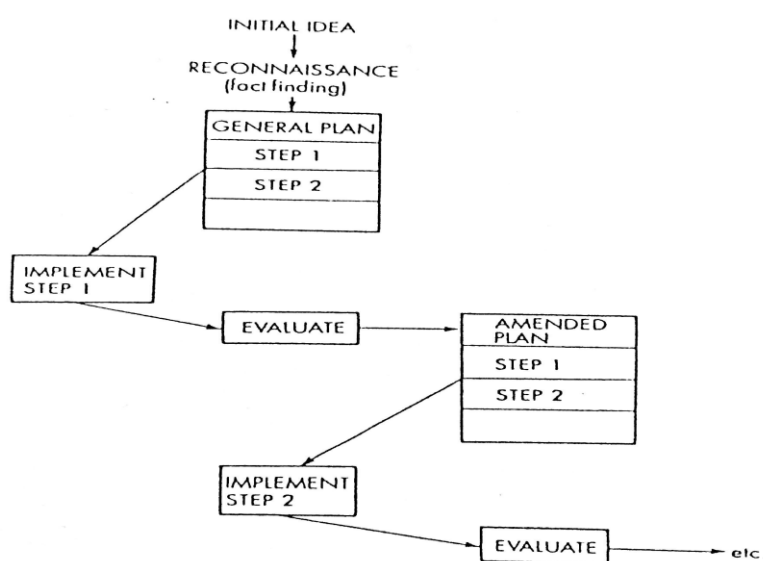 INITIAL IDEA
RECONNAISSANCE
(fact finding)
GENERAL PLAN
STEP 1
STEP 2
IMPLEMENT
STEP 1
EVALUATE
AMENDED
PLAN
STEP 1
STEP 2
IMPLEMENT
STEP 2
EVALUATE
etc